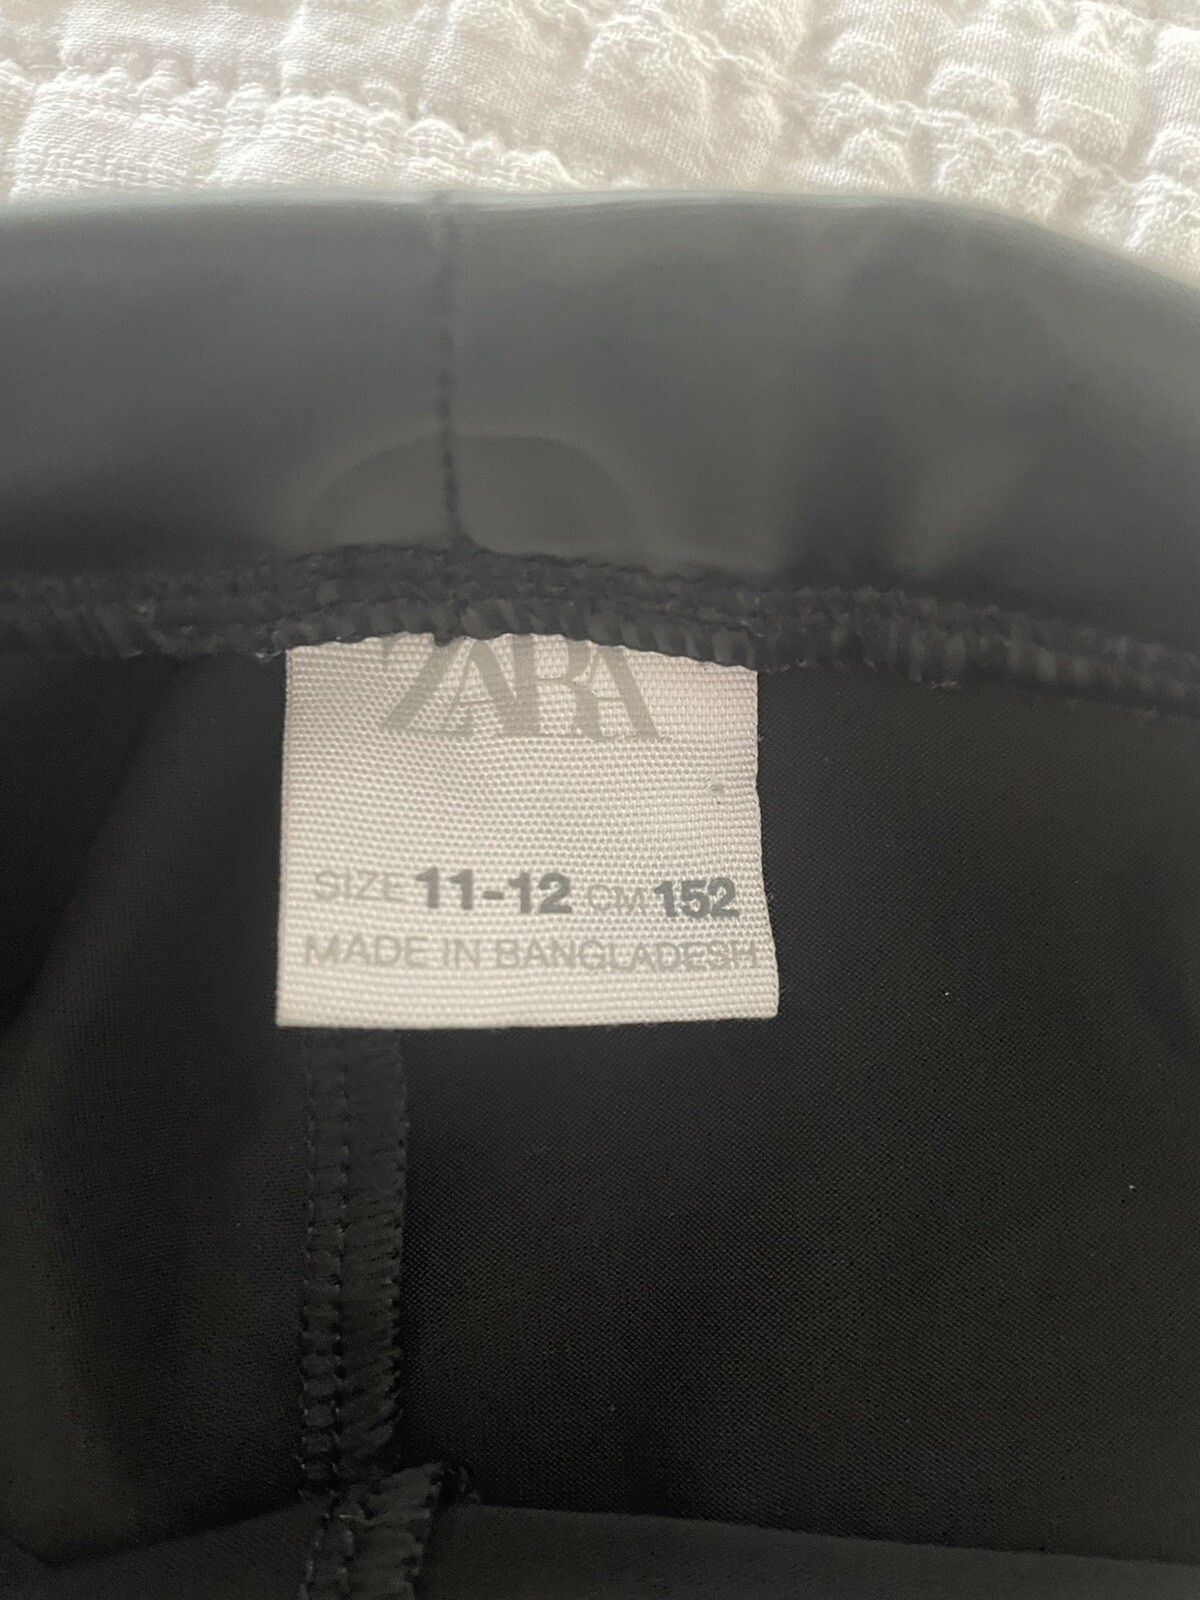 ZARA
SIZE 11-12 CM 152
MADE IN BANGLADESH